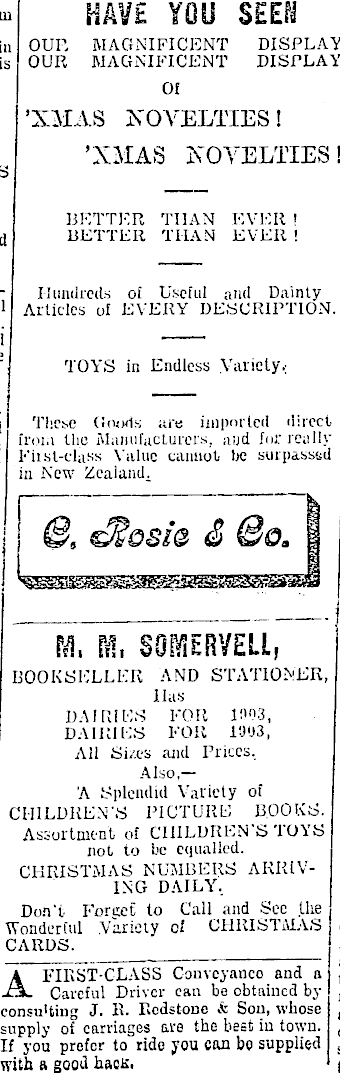 HAVE YOU SEEN
OUR MAGNIFICENT DISPLAY
OUR MAGNIFICENT DISPLAY
Of
'XMAS NOVELTIES!
'XMAS NOVELTIES!
BETTER THAN EVER!
BETTER THAN EVER!
Hundreds of Useful and Dainty
Articles of EVERY DESCRIPTION.
TOYS in Endless Variety.
These Goods are imported direct
from the Manufacturers, and for really
First-class Value cannot be surpassed
in New Zealand.
C. Rosie & Co.
M. M. SOMERVELL,
BOOKSELLER AND STATIONER,
Has
DAIRIES FOR 1903,
DAIRIES FOR 1903,
All Sizes and Prices.
Also,—
A Splendid Variety of
CHILDREN'S PICTURE BOOKS.
Assortment of CHILDREN'S TOYS
not to be equalled.
CHRISTMAS NUMBERS ARRIV-
ING DAILY.
Don't Forget to Call and See the
Wonderful Variety of CHRISTMAS
CARDS.
A FIRST-CLASS Conveyance and a
Careful Driver can be obtained by
consulting J. R. Redstone & Son, whose
supply of carriages are the best in town.
If you prefer to ride you can be supplied
with a good hack.